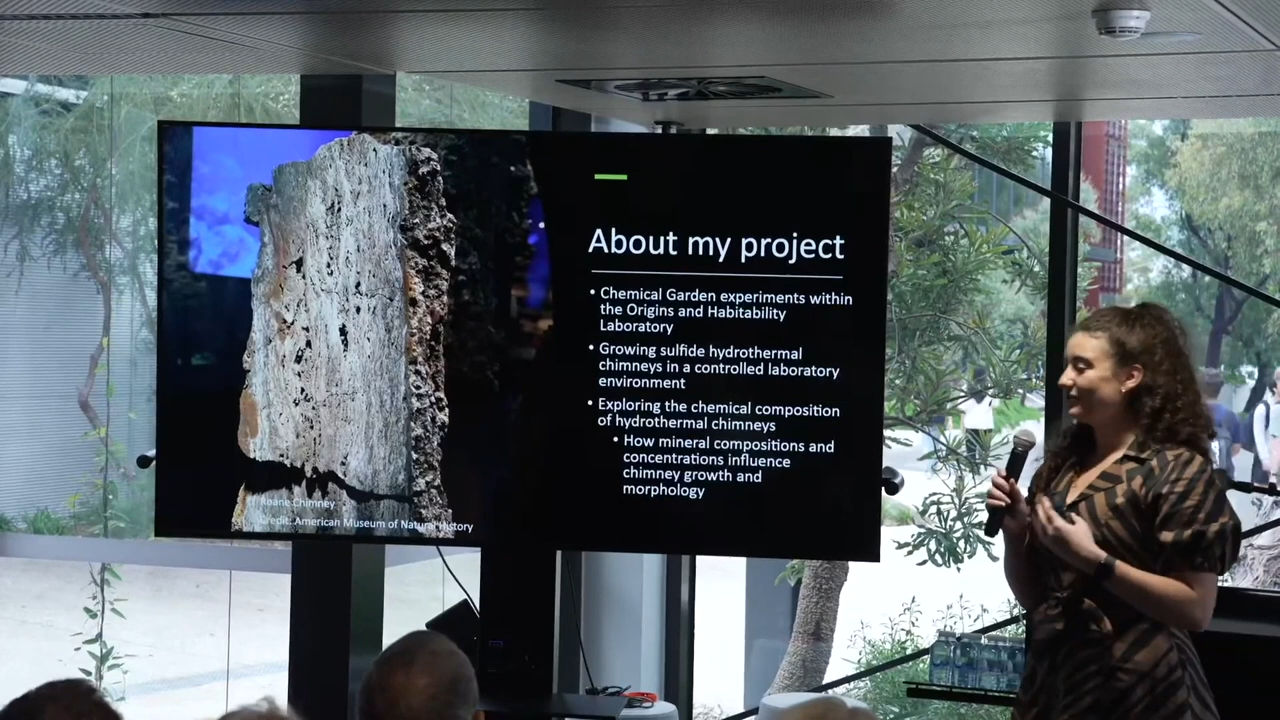 About my project
• Chemical Garden experiments within
the Origins and Habitability
Laboratory
• Growing sulfide hydrothermal
chimneys in a controlled laboratory
environment
• Exploring the chemical composition
of hydrothermal chimneys
• How mineral compositions and
concentrations influence
chimney growth and
morphology
Roane Chimney
Credit: American Museum of Natural History